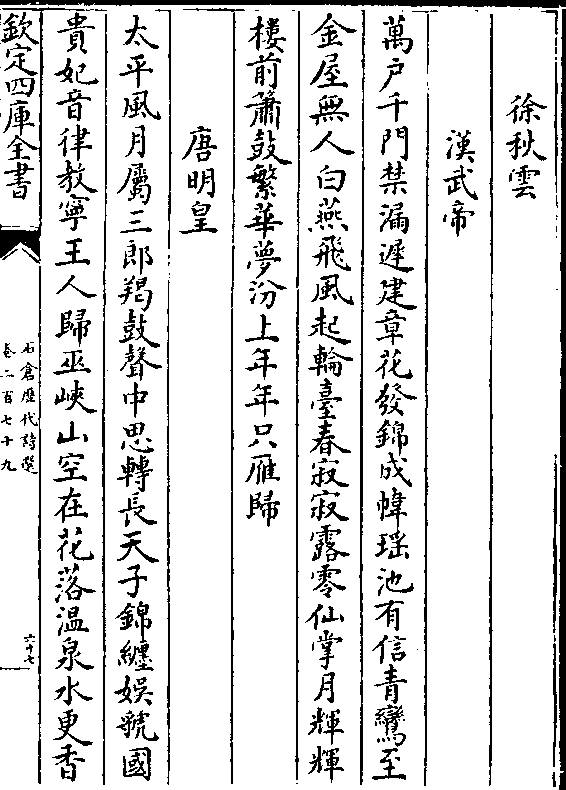 徐秋雲
漢武帝
萬户千門禁漏遲建章花發錦成幃瑶池有信青鸞至
金屋無人白燕飛風起輪臺春寂寂露零仙掌月輝輝
樓前簫鼓繁華夢汾上年年只雁歸
唐明皇
太平風月屬三郎羯鼓聲中思轉長天子錦纏娱虢國
貴妃音律教寧王人歸巫峽山空在花落温泉水更香
欽定四庫全書
石倉歴代詩選
卷二百七十九
六十七